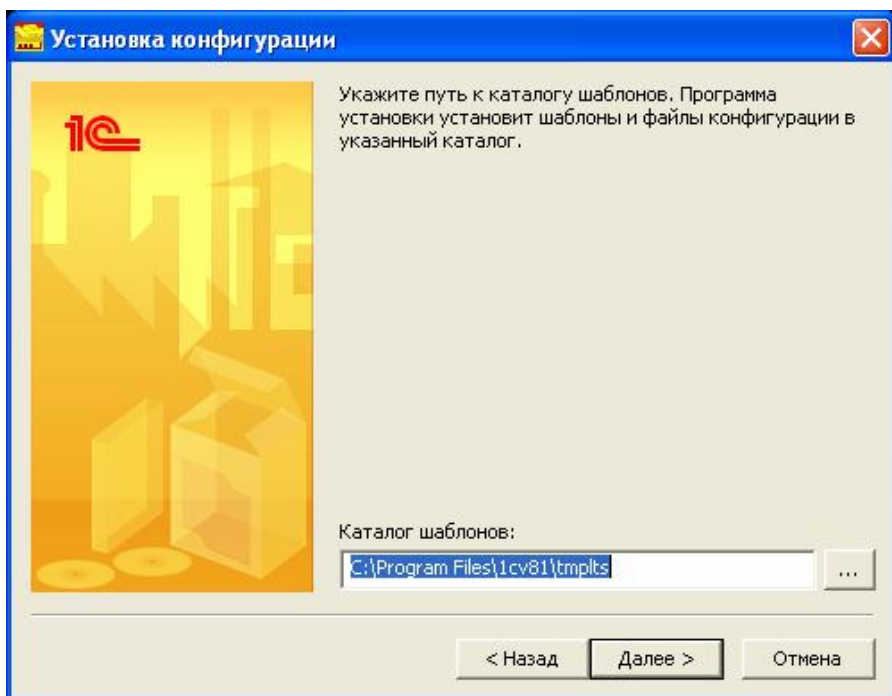 Установка конфигурации
1С
Укажите путь к каталогу шаблонов. Программа
установки установит шаблоны и файлы конфигурации в
указанный каталог.
Каталог шаблонов:
C:\Program Files\1cv81\tmplts
...
< Назад
Далее >
Отмена